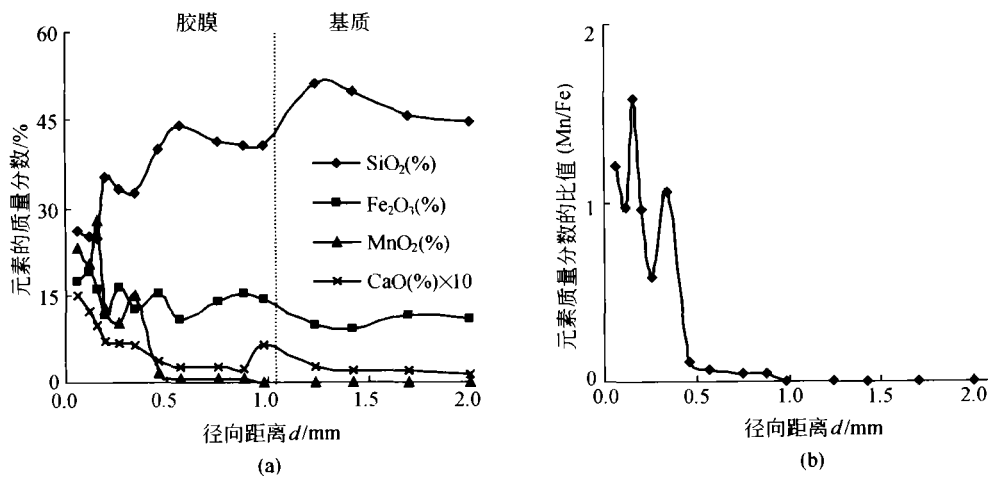 胶膜
基质
60
45
30
15
0
元素的质量分数/%
SiO₂(%)
Fe₂O₃(%)
MnO₂(%)
CaO(%)×10
0.0 0.5 1.0 1.5 2.0
径向距离d/mm
(a)
2
1
0
元素质量分数的比值 (Mn/Fe)
0.0 0.5 1.0 1.5 2.0
径向距离d/mm
(b)